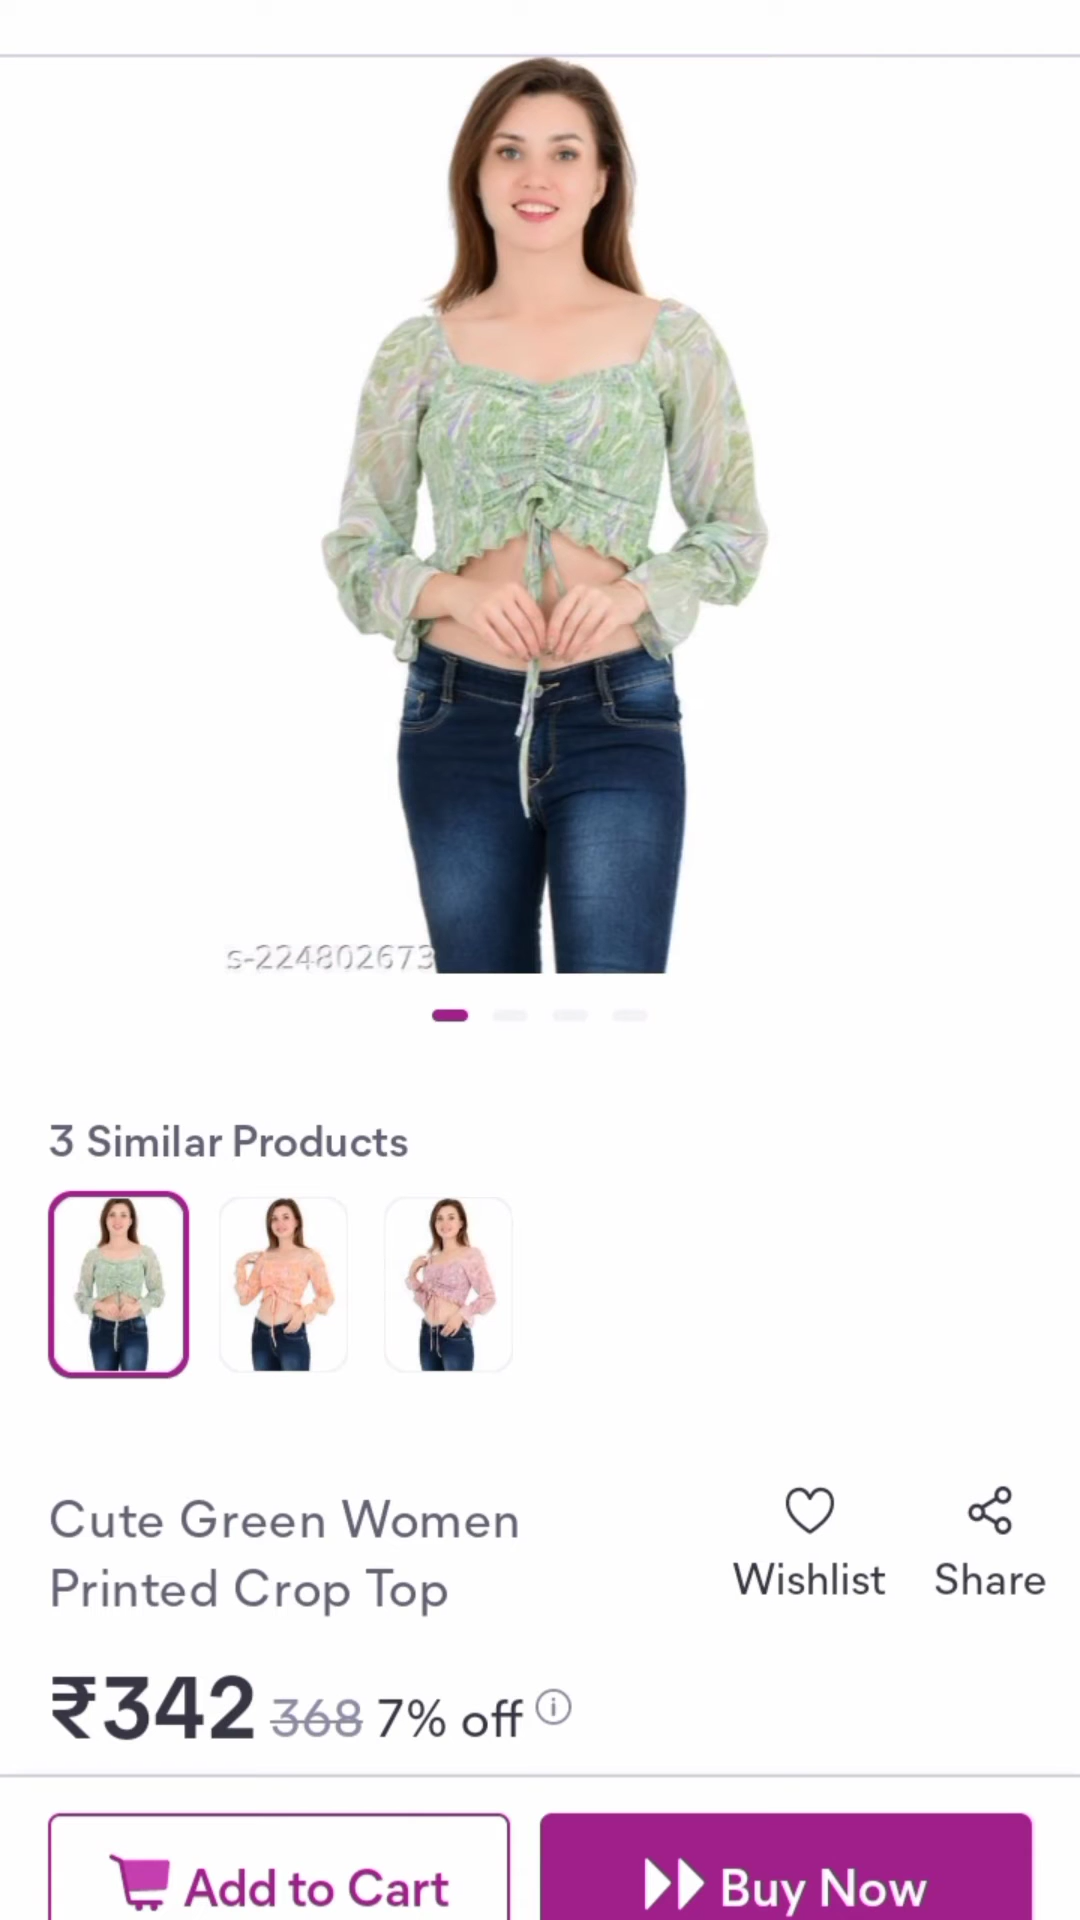 s-224802673
3 Similar Products
Cute Green Women
Printed Crop Top
Wishlist
Share
₹342 368 7% off
Add to Cart
Buy Now